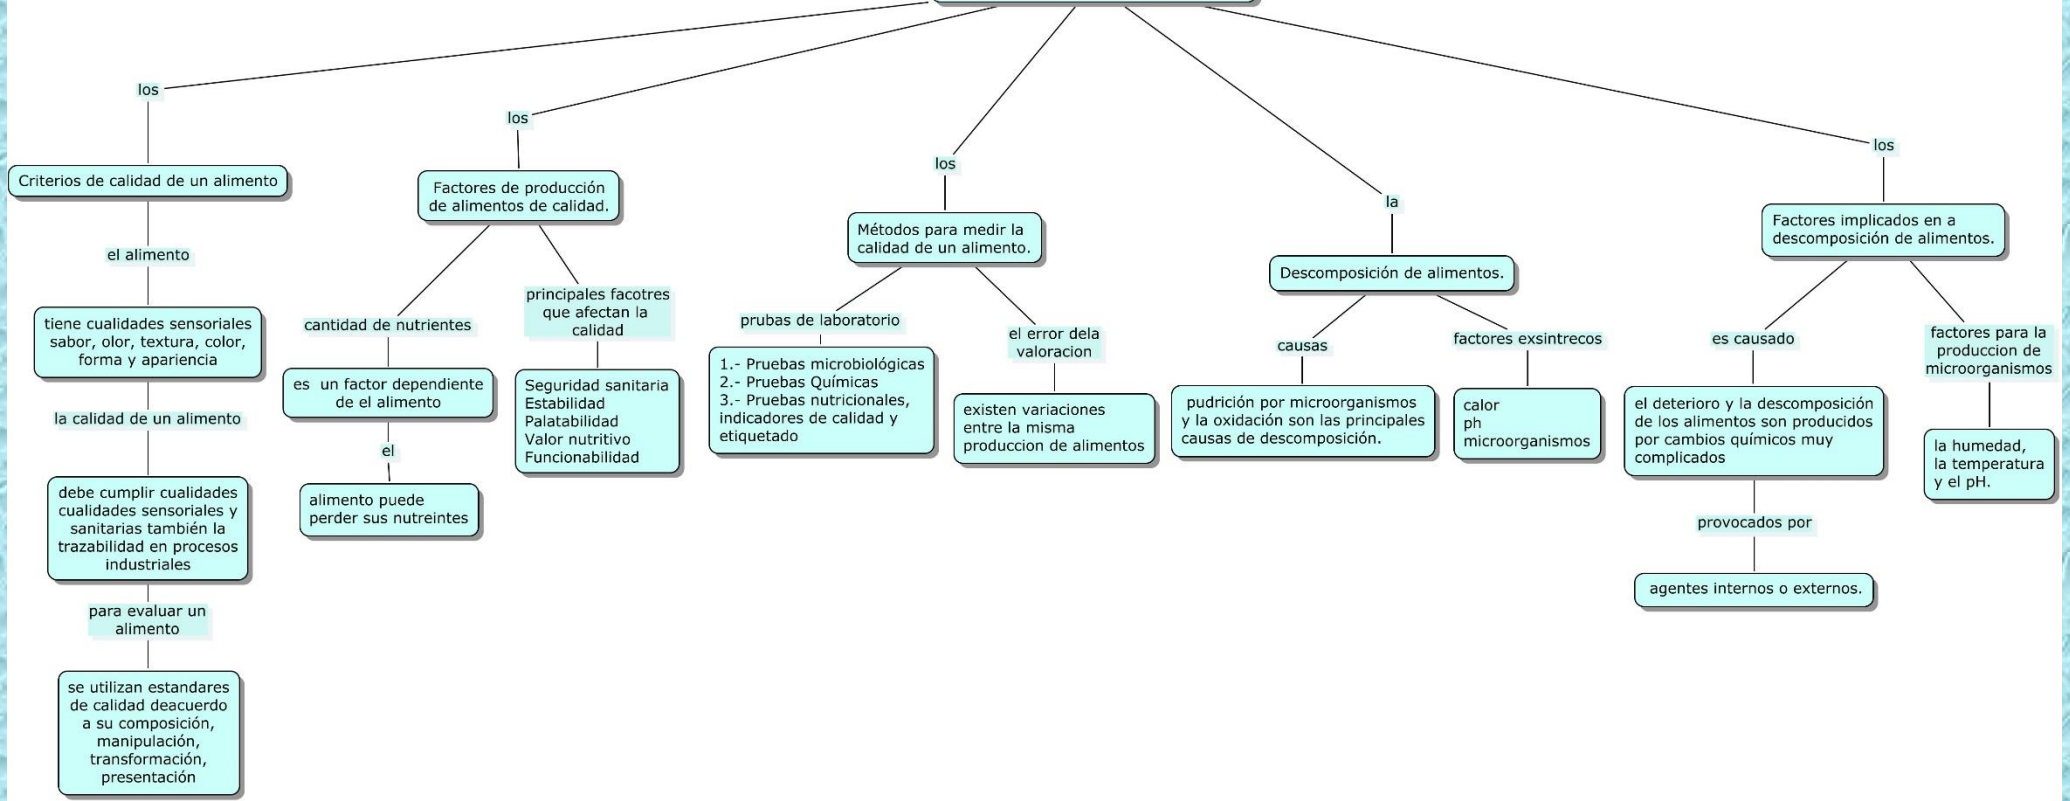 los
Criterios de calidad de un alimento
el alimento
tiene cualidades sensoriales
sabor, olor, textura, color,
forma y apariencia
la calidad de un alimento
debe cumplir cualidades
cualidades sensoriales y
sanitarias también la
trazabilidad en procesos
industriales
para evaluar un
alimento
se utilizan estandares
de calidad deacuerdo
a su composición,
manipulación,
transformación,
presentación
los
Factores de producción
de alimentos de calidad.
cantidad de nutrientes
es un factor dependiente
de el alimento
el
alimento puede
perder sus nutreintes
principales facotres
que afectan la
calidad
Seguridad sanitaria
Estabilidad
Palatabilidad
Valor nutritivo
Funcionabilidad
los
Métodos para medir la
calidad de un alimento.
prubas de laboratorio
1.- Pruebas microbiológicas
2.- Pruebas Químicas
3.- Pruebas nutricionales,
indicadores de calidad y
etiquetado
el error dela
valoracion
existen variaciones
entre la misma
produccion de alimentos
la
Descomposición de alimentos.
causas
pudrición por microorganismos
y la oxidación son las principales
causas de descomposición.
factores exsintrecos
calor
ph
microorganismos
los
Factores implicados en a
descomposición de alimentos.
es causado
el deterioro y la descomposición
de los alimentos son producidos
por cambios químicos muy
complicados
provocados por
agentes internos o externos.
factores para la
produccion de
microorganismos
la humedad,
la temperatura
y el pH.